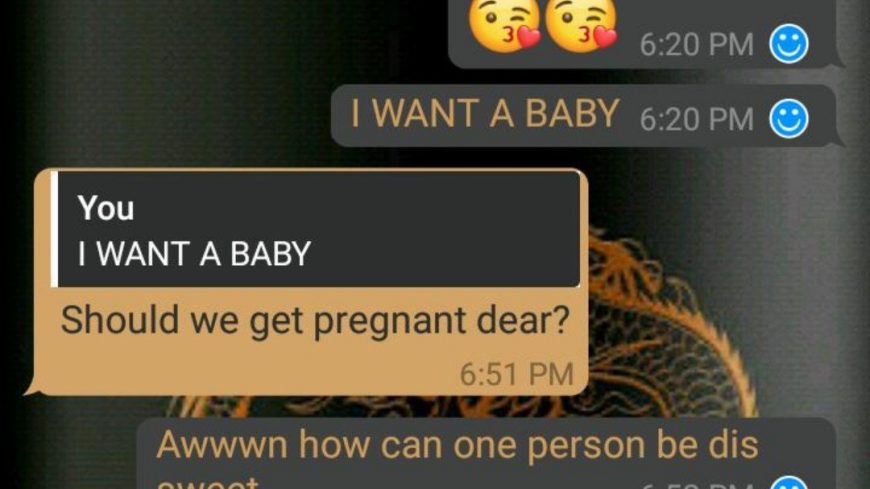 😘😘 6:20 PM
I WANT A BABY 6:20 PM
You
I WANT A BABY
Should we get pregnant dear?
6:51 PM
Awwwn how can one person be dis
sweet